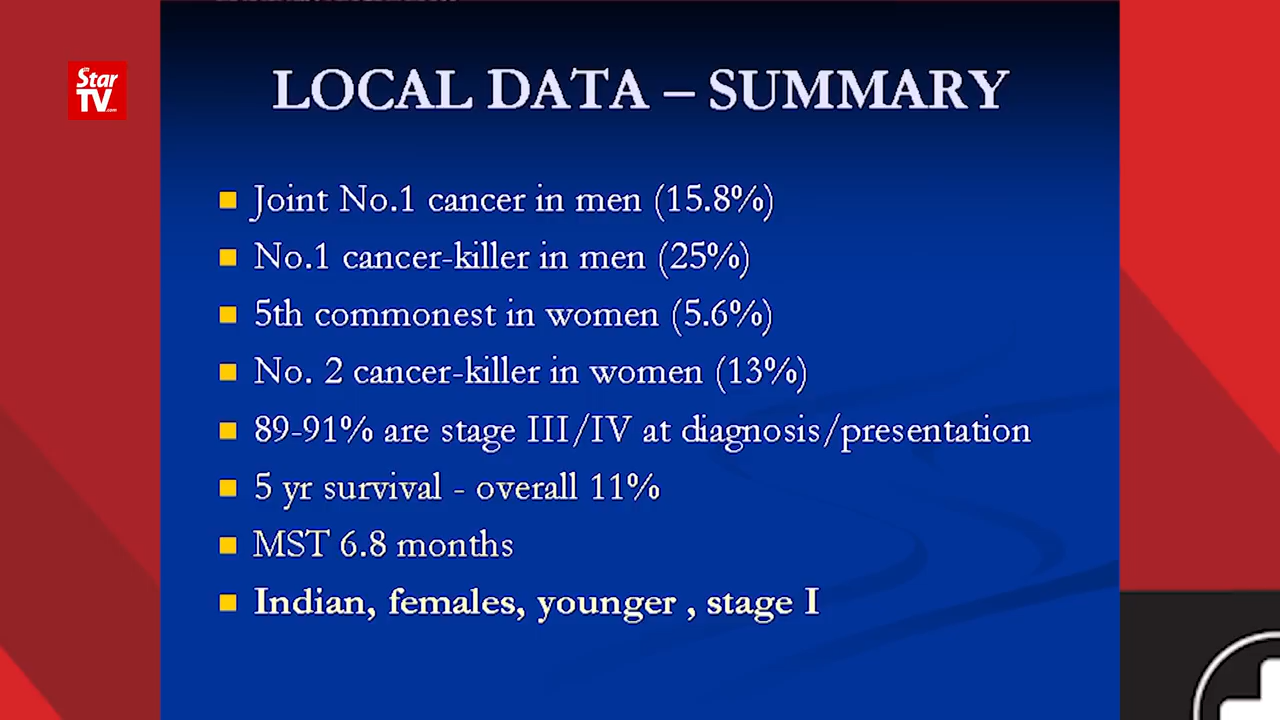 Star
TV
LOCAL DATA – SUMMARY
Joint No.1 cancer in men (15.8%)
No.1 cancer-killer in men (25%)
5th commonest in women (5.6%)
No. 2 cancer-killer in women (13%)
89-91% are stage III/IV at diagnosis/presentation
5 yr survival - overall 11%
MST 6.8 months
Indian, females, younger , stage I